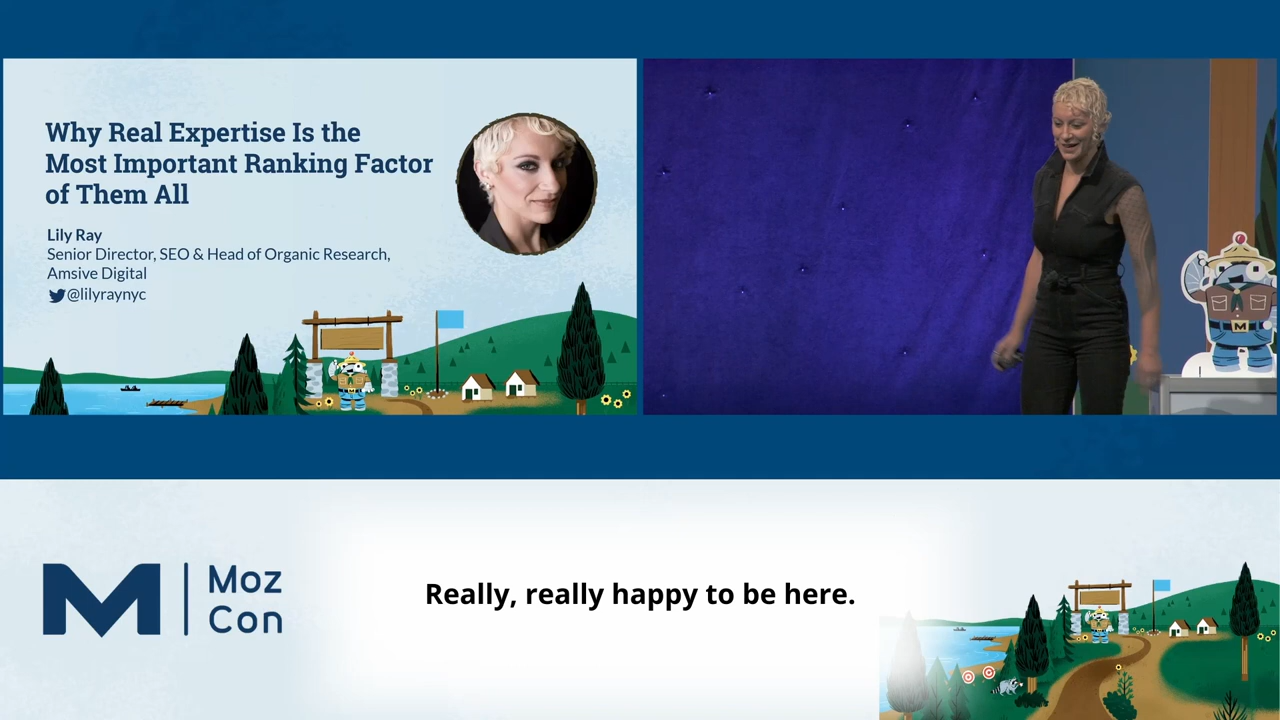 Why Real Expertise Is the
Most Important Ranking Factor
of Them All
Lily Ray
Senior Director, SEO & Head of Organic Research,
Amsive Digital
@lilyraynyc
M
M
Moz
Con
Really, really happy to be here.